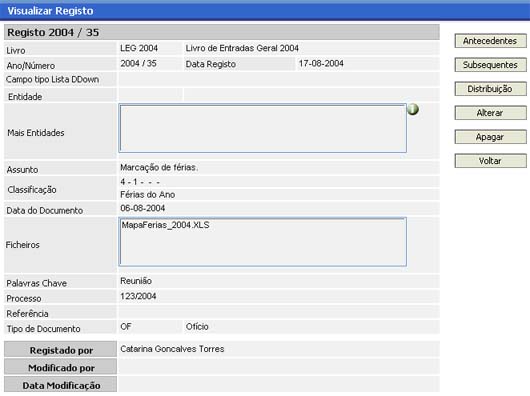 Visualizar Registo
Registo 2004 / 35
Livro LEG 2004 Livro de Entradas Geral 2004
Ano/Número 2004 / 35 Data Registo 17-08-2004
Campo tipo Lista DDown
Entidade
Mais Entidades
Assunto Marcação de férias.
Classificação 4 - 1 - - -
Férias do Ano
Data do Documento 06-08-2004
Ficheiros MapaFerias_2004.XLS
Palavras Chave Reunião
Processo 123/2004
Referência
Tipo de Documento OF Ofício
Registado por Catarina Goncalves Torres
Modificado por
Data Modificação
Antecedentes
Subsequentes
Distribuição
Alterar
Apagar
Voltar